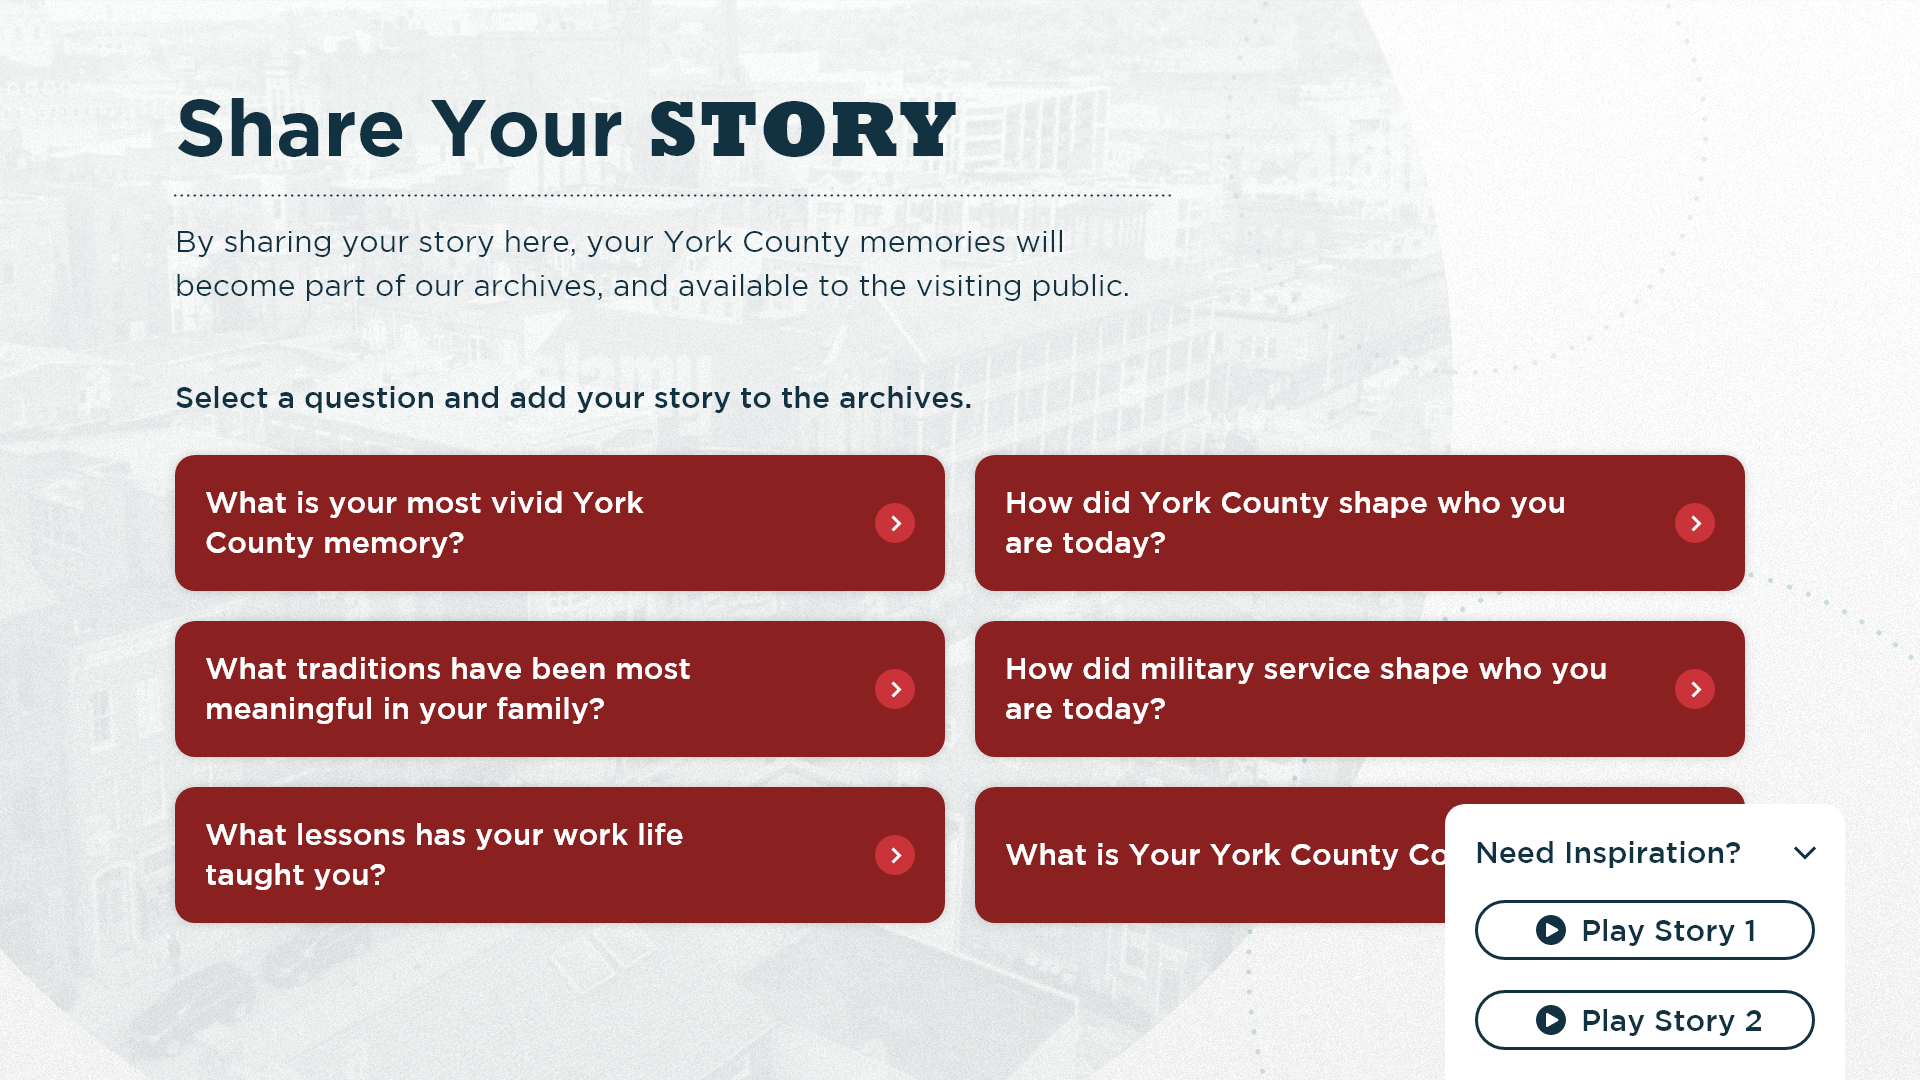 Share Your STORY
By sharing your story here, your York County memories will
become part of our archives, and available to the visiting public.
Select a question and add your story to the archives.
What is your most vivid York
County memory?
How did York County shape who you
are today?
What traditions have been most
meaningful in your family?
How did military service shape who you
are today?
What lessons has your work life
taught you?
What is Your York County
Need Inspiration?
Play Story 1
Play Story 2